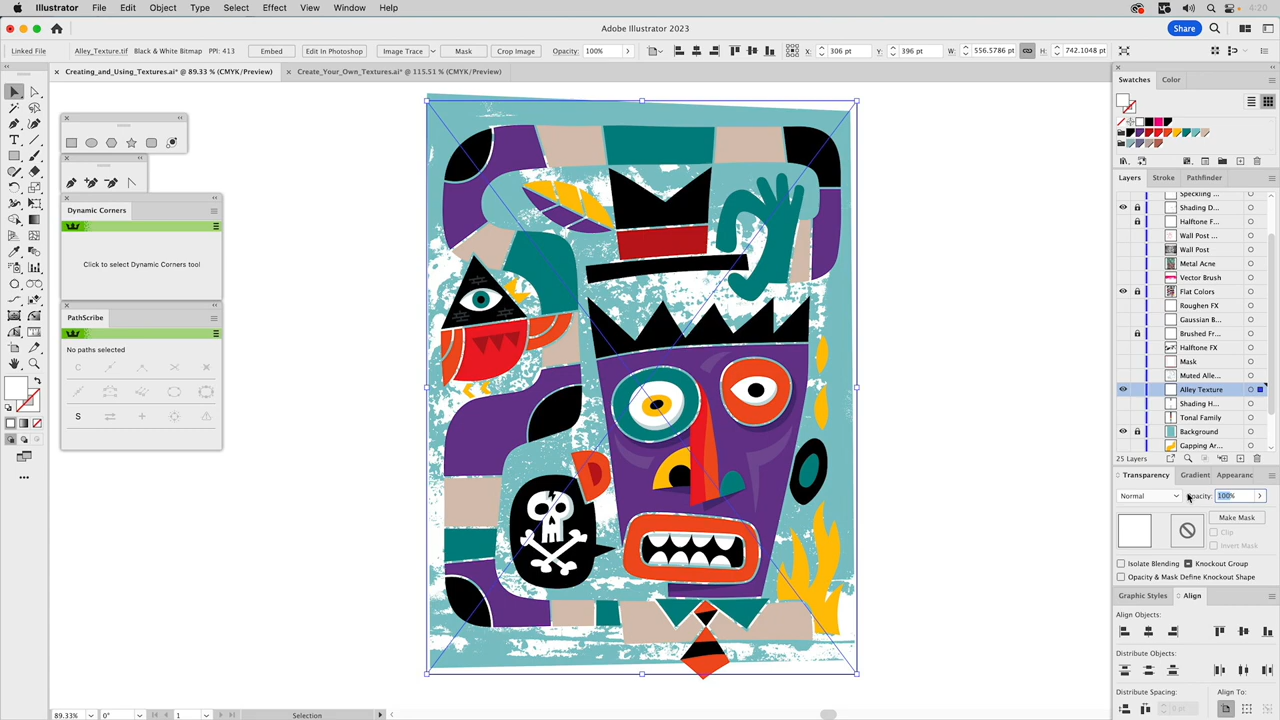 Illustrator File Edit Object Type Select Effect View Window Help 4:20
Adobe Illustrator 2023
Share
Linked File Alley_Texture.tif Black & White Bitmap PPI: 413 Embed Edit In Photoshop Image Trace Mask Crop Image Opacity: 100% X: 306 pt Y: 396 pt W: 556.5786 pt H: 742.1048 pt
Creating_and_Using_Textures.ai* @ 89.33 % (CMYK/Preview)
Create_Your_Own_Textures.ai* @ 115.51 % (CMYK/Preview)
Swatches Color
Dynamic Corners
Click to select Dynamic Corners tool
PathScribe
No paths selected
C
S
Layers Stroke Pathfinder
Speckling ...
Shading D...
Halftone F...
Wall Post ...
Wall Post
Metal Acne
Vector Brush
Flat Colors
Roughen FX
Gaussian B...
Brushed Fr...
Halftone FX
Mask
Muted Alle...
Alley Texture
Shading H...
Tonal Family
Background
Gapping Ar...
25 Layers
Transparency Gradient Appearanc
Normal Opacity: 100%
Make Mask
Clip
Invert Mask
Isolate Blending Knockout Group
Opacity & Mask Define Knockout Shape
Graphic Styles Align
Align Objects:
Distribute Objects:
Distribute Spacing: Align To:
0 pt
89.33% 0° 1 Selection